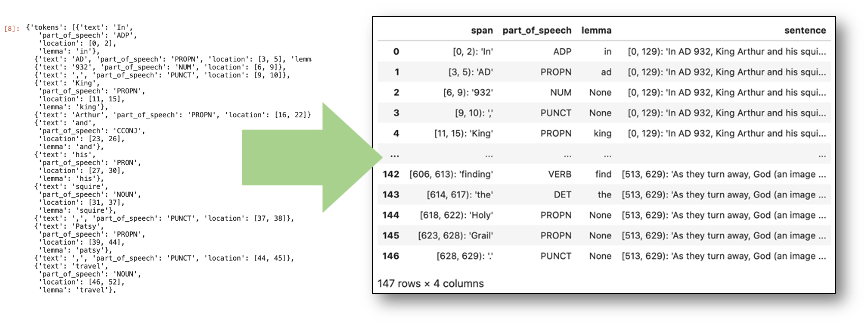 [8]: {'tokens': [{'text': 'In',
'part_of_speech': 'ADP',
'location': [0, 2],
'lemma': 'in'},
{'text': 'AD', 'part_of_speech': 'PROPN', 'location': [3, 5], 'lemm
{'text': '932', 'part_of_speech': 'NUM', 'location': [6, 9]},
{'text': ',', 'part_of_speech': 'PUNCT', 'location': [9, 10]},
{'text': 'King',
'part_of_speech': 'PROPN',
'location': [11, 15],
'lemma': 'king'},
{'text': 'Arthur', 'part_of_speech': 'PROPN', 'location': [16, 22]}
{'text': 'and',
'part_of_speech': 'CCONJ',
'location': [23, 26],
'lemma': 'and'},
{'text': 'his',
'part_of_speech': 'PRON',
'location': [27, 30],
'lemma': 'his'},
{'text': 'squire',
'part_of_speech': 'NOUN',
'location': [31, 37],
'lemma': 'squire'},
{'text': ',', 'part_of_speech': 'PUNCT', 'location': [37, 38]},
{'text': 'Patsy',
'part_of_speech': 'PROPN',
'location': [39, 44],
'lemma': 'patsy'},
{'text': ',', 'part_of_speech': 'PUNCT', 'location': [44, 45]},
{'text': 'travel',
'part_of_speech': 'NOUN',
'location': [46, 52],
'lemma': 'travel'},
span part_of_speech lemma sentence
0 [0, 2): 'In' ADP in [0, 129): 'In AD 932, King Arthur and his squi...
1 [3, 5): 'AD' PROPN ad [0, 129): 'In AD 932, King Arthur and his squi...
2 [6, 9): '932' NUM None [0, 129): 'In AD 932, King Arthur and his squi...
3 [9, 10): ',' PUNCT None [0, 129): 'In AD 932, King Arthur and his squi...
4 [11, 15): 'King' PROPN king [0, 129): 'In AD 932, King Arthur and his squi...
... ... ... ... ...
142 [606, 613): 'finding' VERB find [513, 629): 'As they turn away, God (an image ...
143 [614, 617): 'the' DET the [513, 629): 'As they turn away, God (an image ...
144 [618, 622): 'Holy' PROPN None [513, 629): 'As they turn away, God (an image ...
145 [623, 628): 'Grail' PROPN None [513, 629): 'As they turn away, God (an image ...
146 [628, 629): '.' PUNCT None [513, 629): 'As they turn away, God (an image ...
147 rows × 4 columns